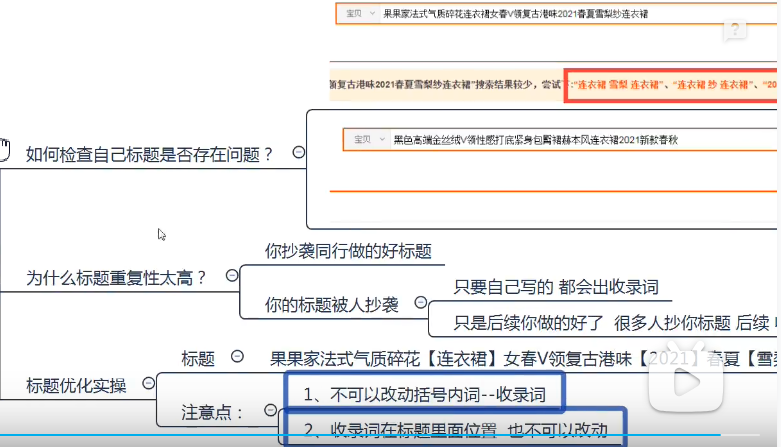 宝贝 果果家法式气质碎花连衣裙女春V领复古港味2021春夏雪梨纱连衣裙
领复古港味2021春夏雪梨纱连衣裙”搜索结果较少，尝试下:“连衣裙 雪梨 连衣裙”、“连衣裙 纱 连衣裙”、“20
宝贝 黑色高端金丝绒V领性感打底紧身包臀裙赫本风连衣裙2021新款春秋
如何检查自己标题是否存在问题？
你抄袭同行做的好标题
为什么标题重复性太高？
只要自己写的 都会出收录词
你的标题被人抄袭
只是后续你做的好了 很多人抄你标题 后续
标题 果果家法式气质碎花【连衣裙】女春V领复古港味【2021】春夏【雪
标题优化实操
1、不可以改动括号内词--收录词
注意点：
2、收录词在标题里面位置 也不可以改动